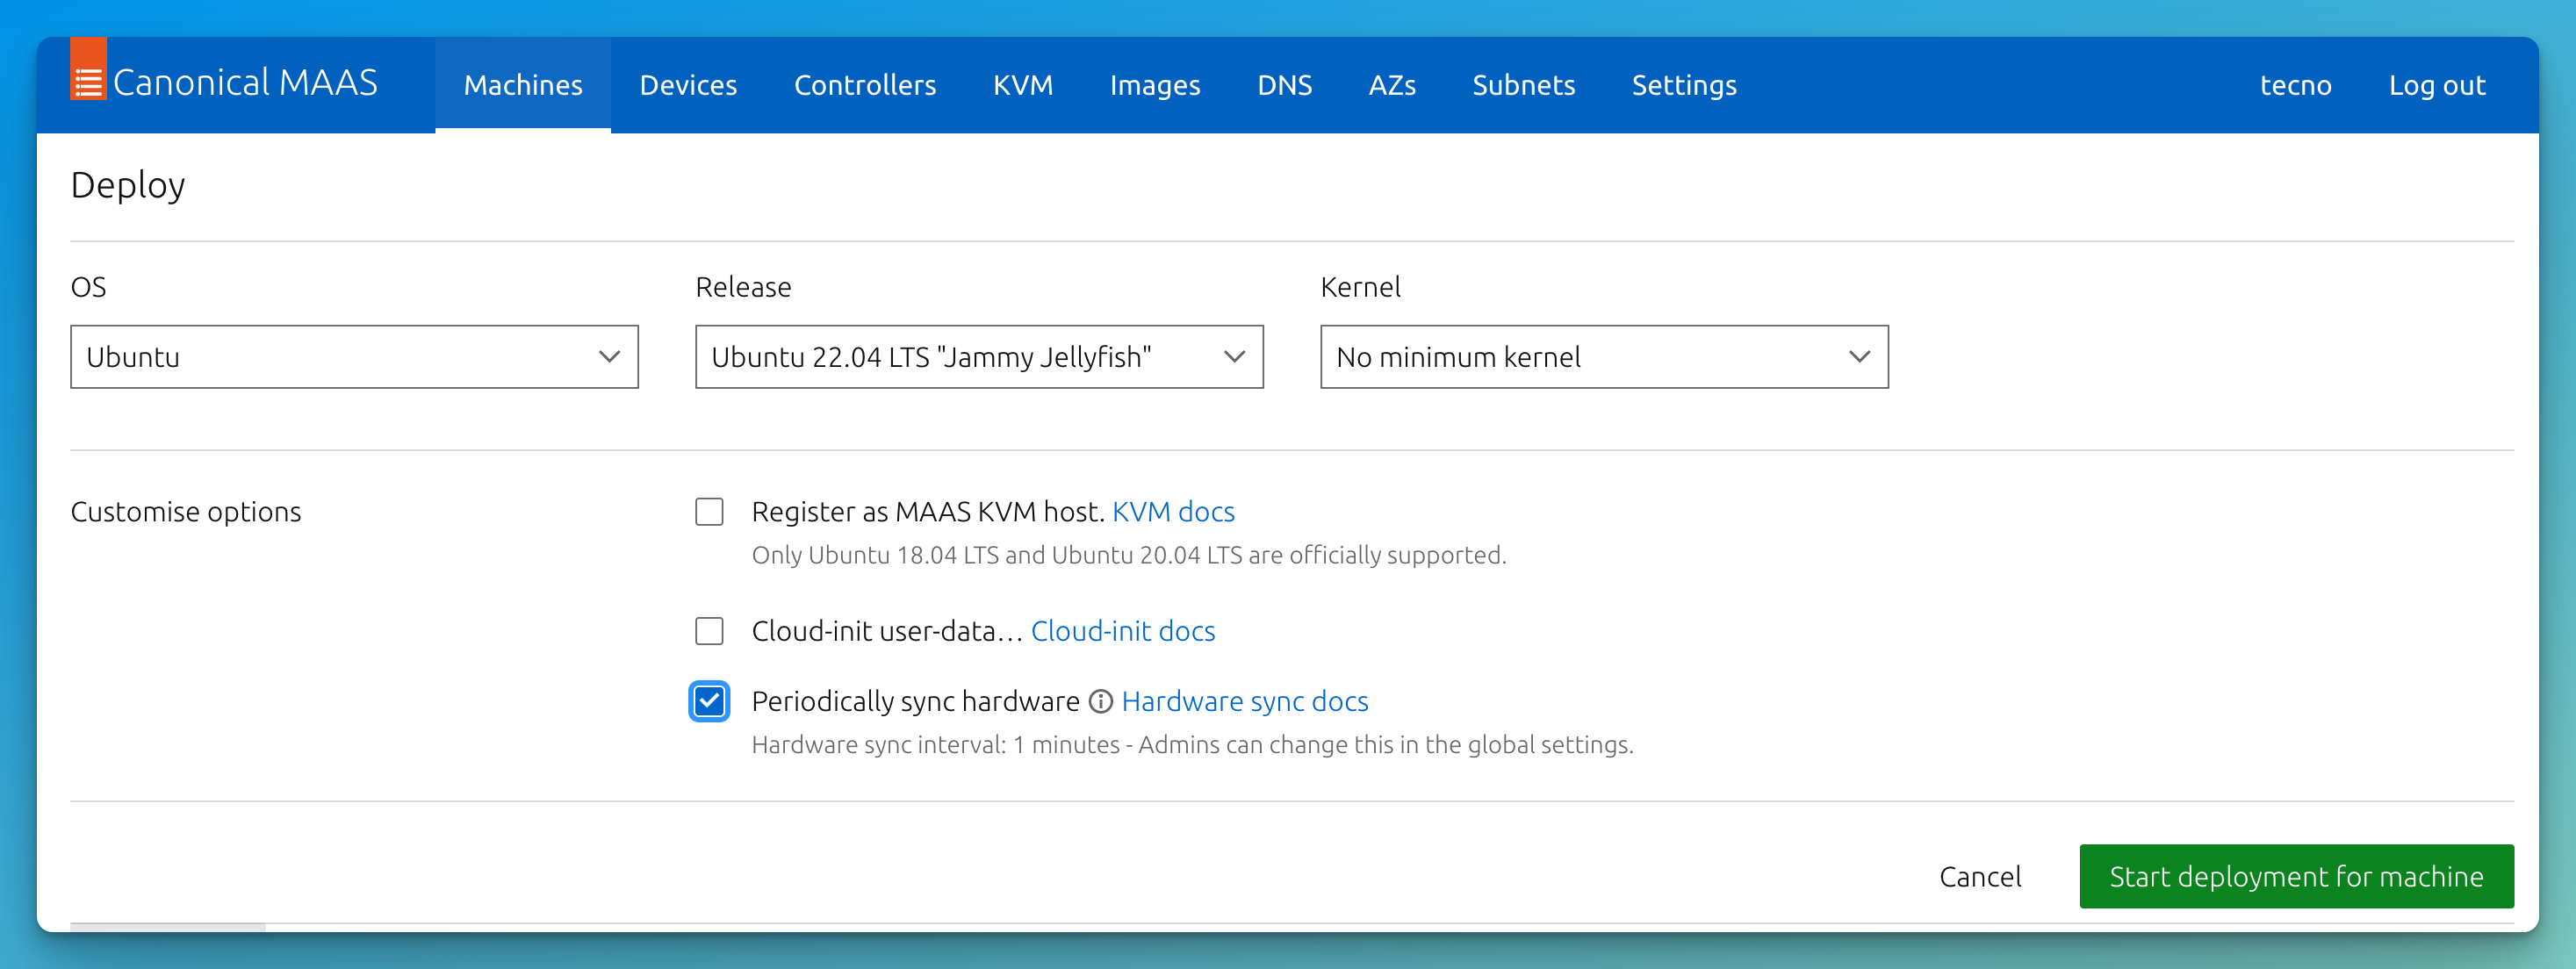 Canonical MAAS Machines Devices Controllers KVM Images DNS AZs Subnets Settings tecno Log out
Deploy
OS Release Kernel
Ubuntu Ubuntu 22.04 LTS "Jammy Jellyfish" No minimum kernel
Customise options Register as MAAS KVM host. KVM docs
Only Ubuntu 18.04 LTS and Ubuntu 20.04 LTS are officially supported.
Cloud-init user-data... Cloud-init docs
Periodically sync hardware Hardware sync docs
Hardware sync interval: 1 minutes - Admins can change this in the global settings.
Cancel Start deployment for machine